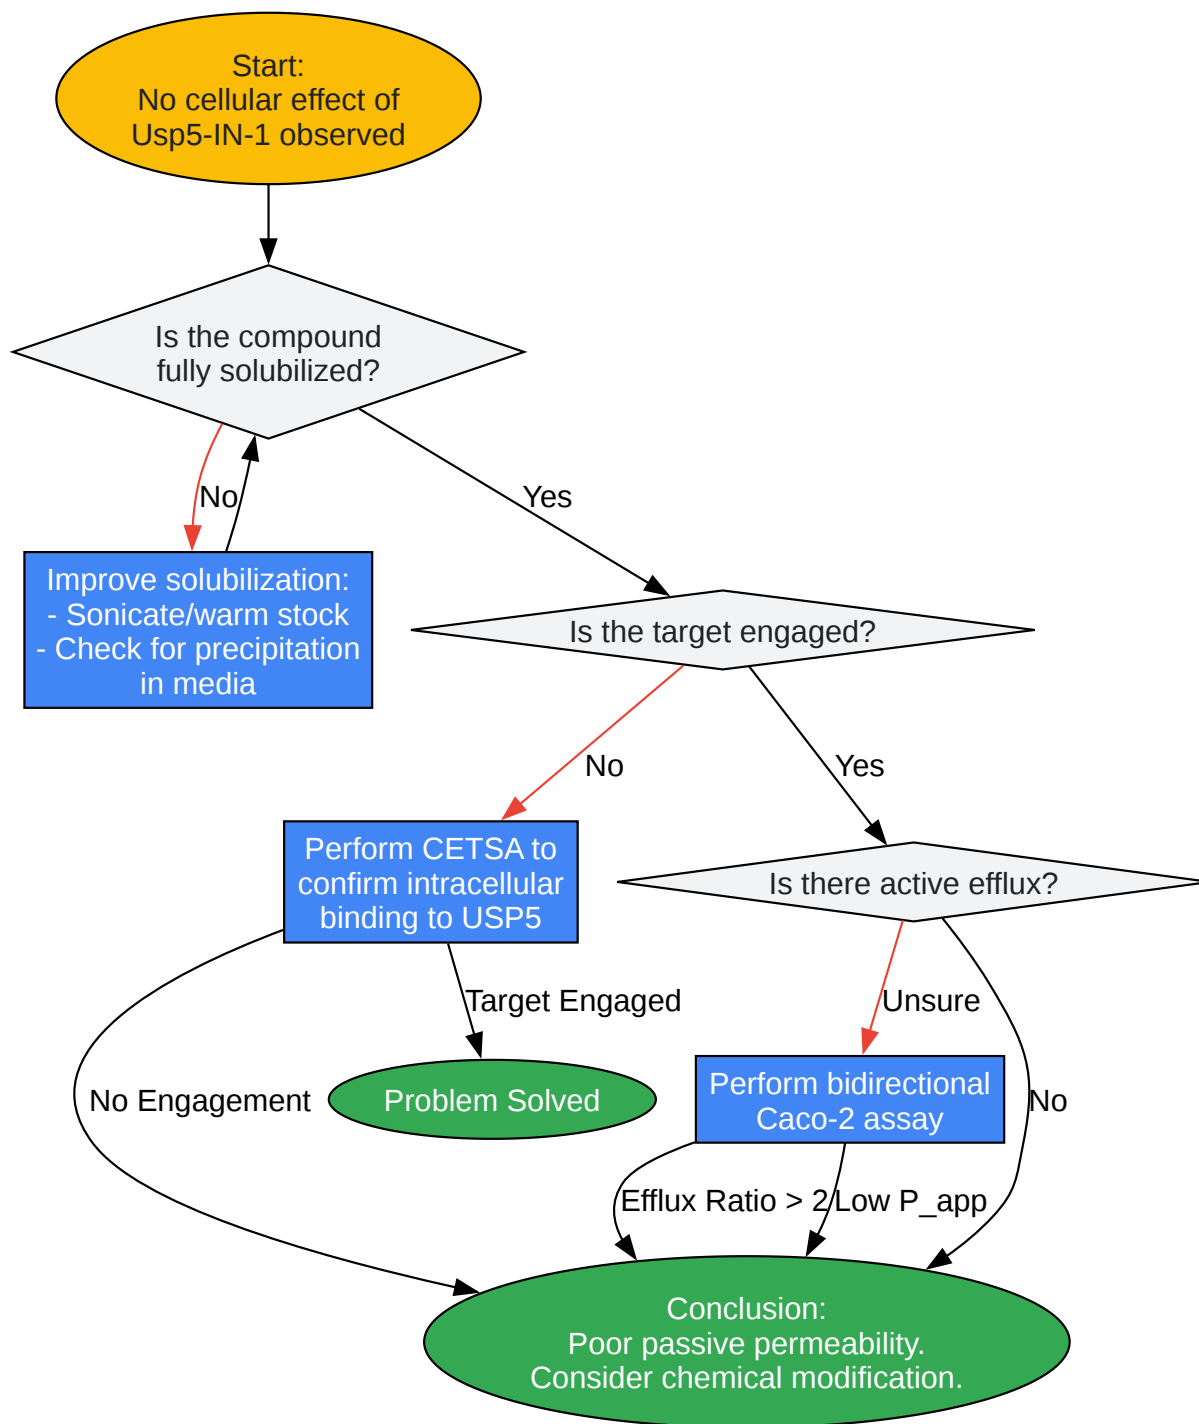 Start:
No cellular effect of
Usp5-IN-1 observed
Is the compound
fully solubilized?
No
Yes
Improve solubilization:
- Sonicate/warm stock
- Check for precipitation
in media
Is the target engaged?
No
Yes
Perform CETSA to
confirm intracellular
binding to USP5
Is there active efflux?
Target Engaged
Unsure
No Engagement
Problem Solved
Perform bidirectional
Caco-2 assay
No
Efflux Ratio > 2
Low P_app
Conclusion:
Poor passive permeability.
Consider chemical modification.